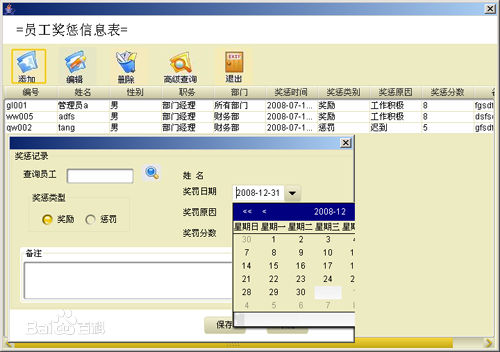 =员工奖惩信息表=
添加 编辑 删除 高级查询 退出
编号 姓名 性别 职务 部门 奖惩时间 奖惩类别 奖惩原因 奖惩分数
gl001 管理员a 男 部门经理 所有部门 2008-07-1... 奖励 工作积极 8 fgsdt
ww005 adfs 男 部门经理 财务部 2008-07-1... 奖励 工作积极 8 dsfsc
qw002 tang 男 部门经理 财务部 2008-07-1... 惩罚 迟到 5 gfsd
奖惩记录
查询员工 姓 名
奖惩类型 奖罚日期 2008-12-31
奖励 惩罚 奖罚原因
奖罚分数
<< < 2008-12
星期日 星期一 星期二 星期三 星
30 1 2 3 4
7 8 9 10 1
14 15 16 17 1
21 22 23 24 2
28 29 30
4 5 6 7 8
备注
保存
Bai 百科